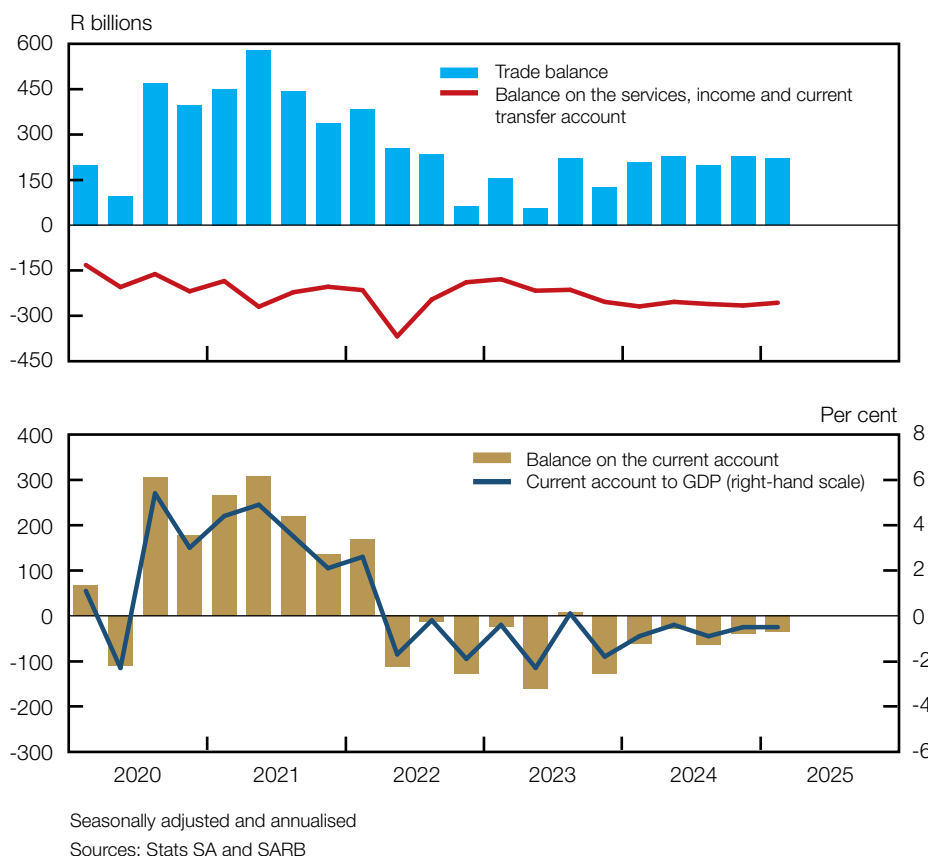 R billions
600
450
300
150
0
-150
-300
-450
Trade balance
Balance on the services, income and current
transfer account
Per cent
400
300
200
100
0
-100
-200
-300
Balance on the current account
Current account to GDP (right-hand scale)
8
6
4
2
0
-2
-4
-6
2020 2021 2022 2023 2024 2025
Seasonally adjusted and annualised
Sources: Stats SA and SARB